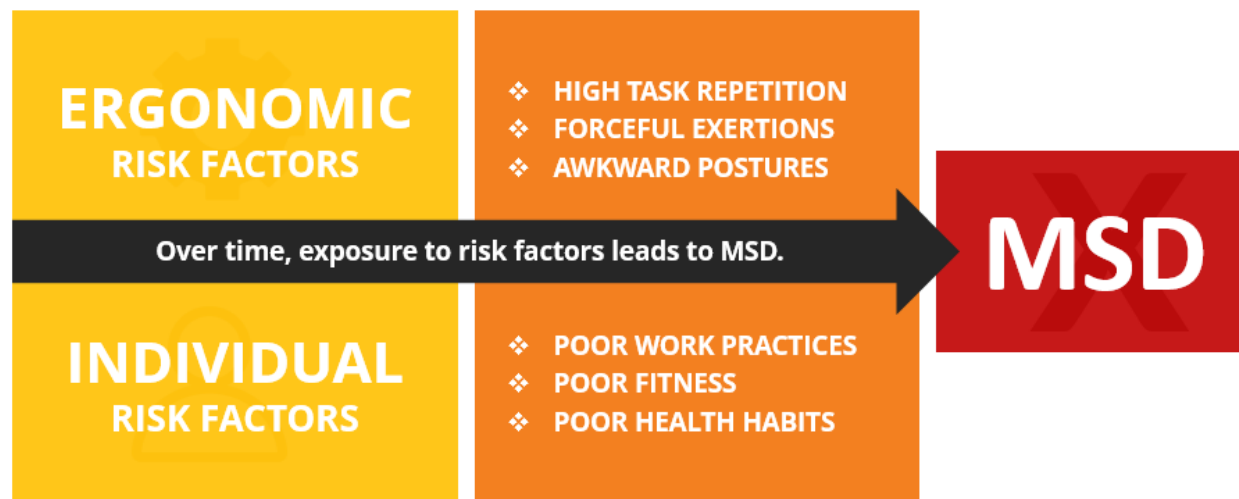 ERGONOMIC
RISK FACTORS
❖ HIGH TASK REPETITION
❖ FORCEFUL EXERTIONS
❖ AWKWARD POSTURES
Over time, exposure to risk factors leads to MSD.
MSD
INDIVIDUAL
RISK FACTORS
❖ POOR WORK PRACTICES
❖ POOR FITNESS
❖ POOR HEALTH HABITS